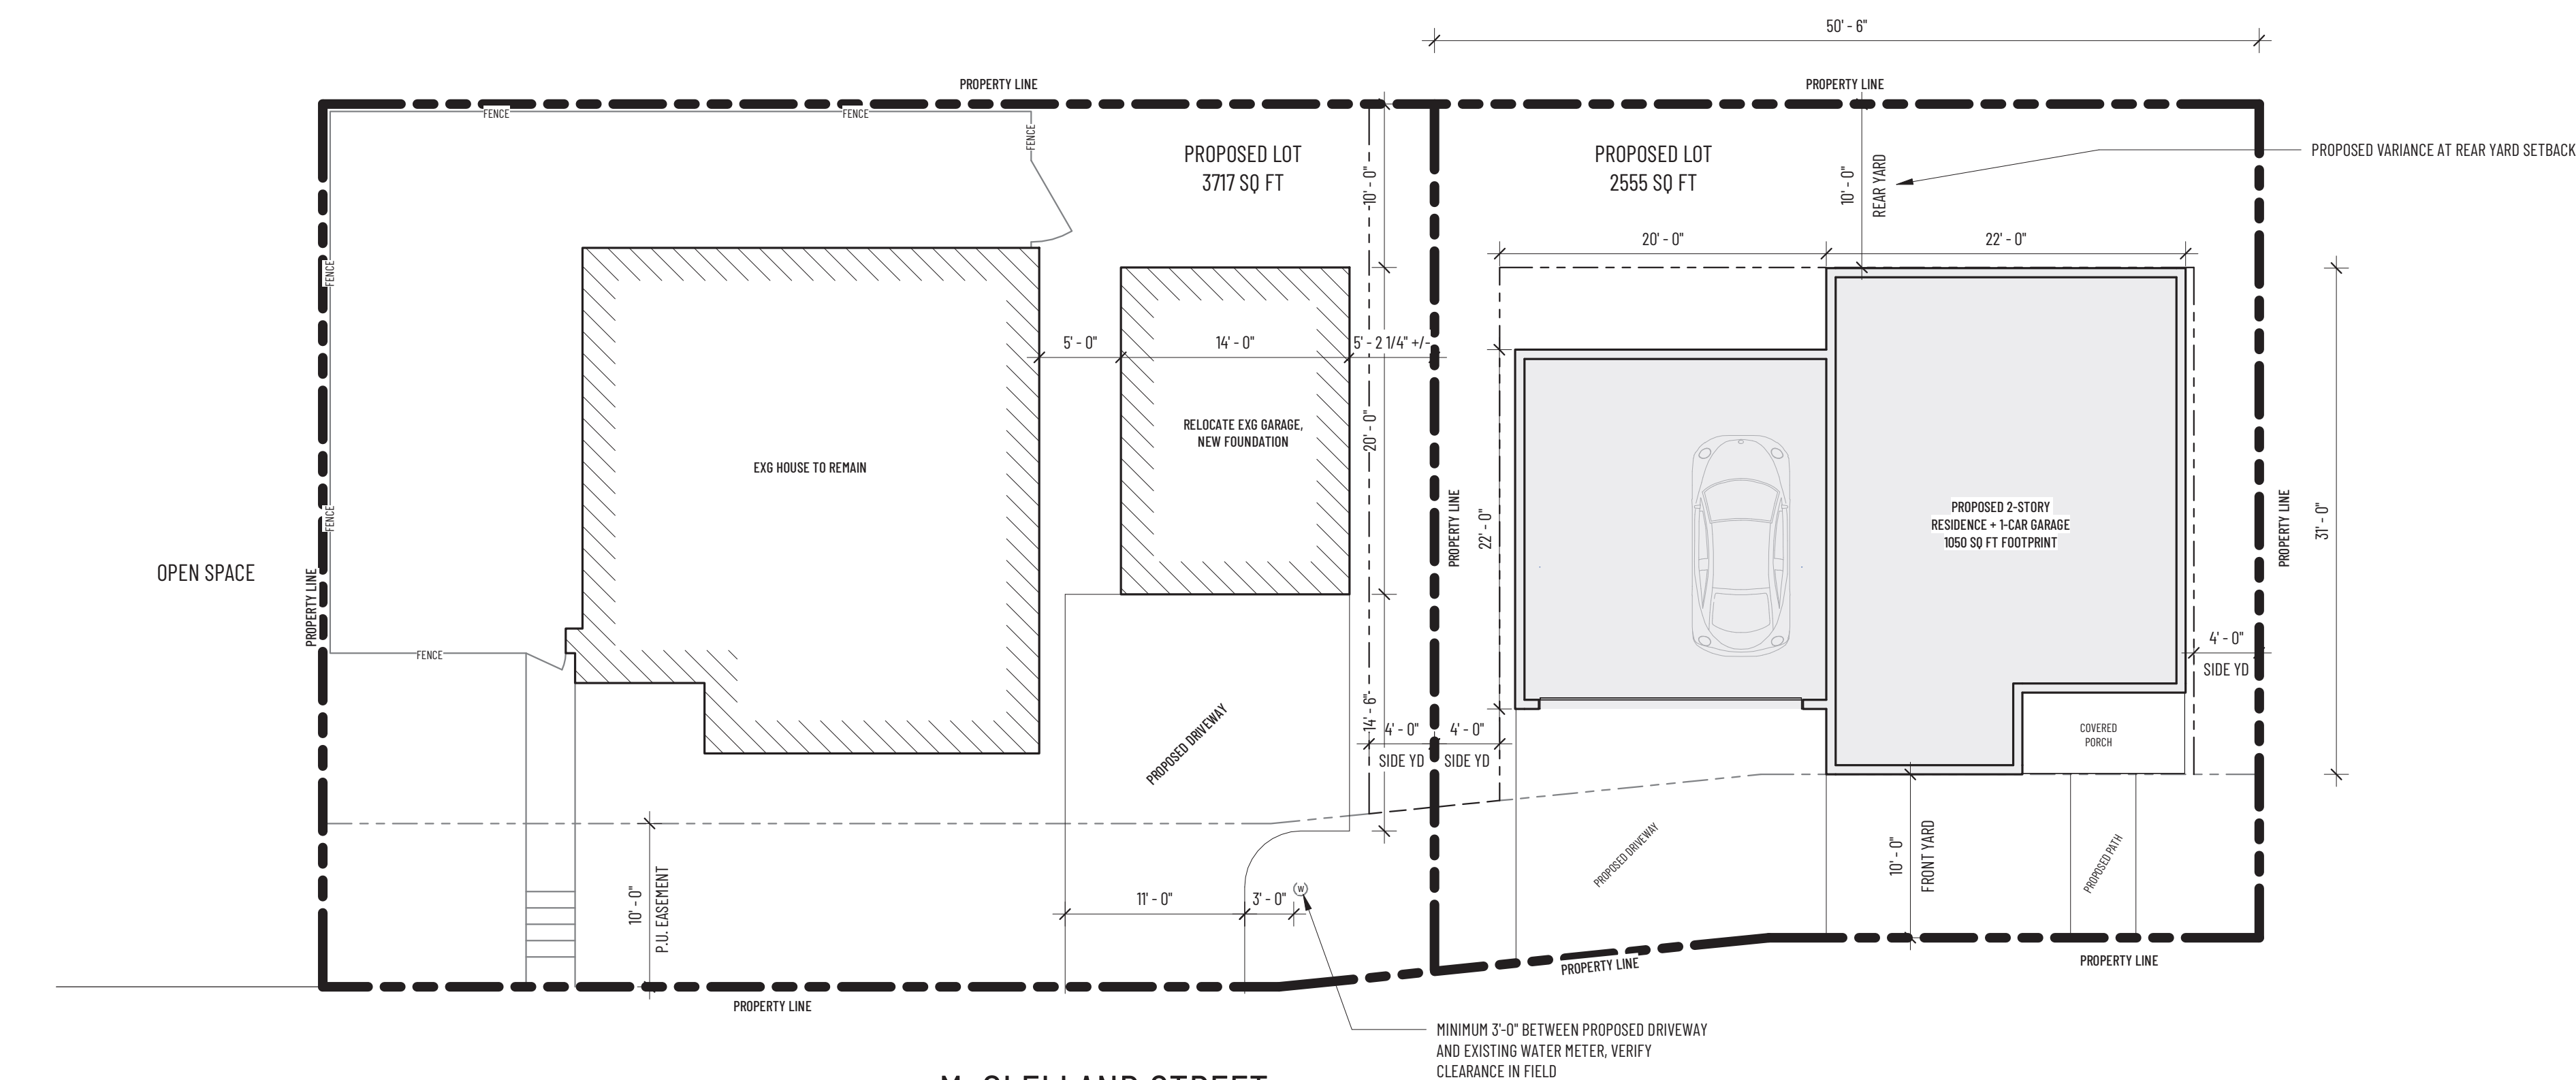 50' - 6"
PROPERTY LINE
PROPERTY LINE
FENCE
FENCE
FENCE
PROPOSED LOT
3717 SQ FT
10' - 0"
PROPOSED LOT
2555 SQ FT
10' - 0"
REAR YARD
PROPOSED VARIANCE AT REAR YARD SETBACK
20' - 0"
22' - 0"
FENCE
5' - 0"
14' - 0"
5' - 2 1/4" +/-
RELOCATE EXG GARAGE,
NEW FOUNDATION
20' - 0"
EXG HOUSE TO REMAIN
FENCE
OPEN SPACE
PROPERTY LINE
PROPERTY LINE
22' - 0"
PROPOSED 2-STORY
RESIDENCE + 1-CAR GARAGE
1050 SQ FT FOOTPRINT
PROPERTY LINE
31' - 0"
FENCE
4' - 0"
SIDE YD
PROPOSED DRIVEWAY
14' - 6"
4' - 0"
SIDE YD
4' - 0"
SIDE YD
COVERED
PORCH
PROPOSED DRIVEWAY
10' - 0"
FRONT YARD
PROPOSED PATH
10' - 0"
P.U. EASEMENT
11' - 0"
3' - 0"
W
PROPERTY LINE
PROPERTY LINE
PROPERTY LINE
MINIMUM 3'-0" BETWEEN PROPOSED DRIVEWAY
AND EXISTING WATER METER, VERIFY
CLEARANCE IN FIELD
McCLELLAND STREET